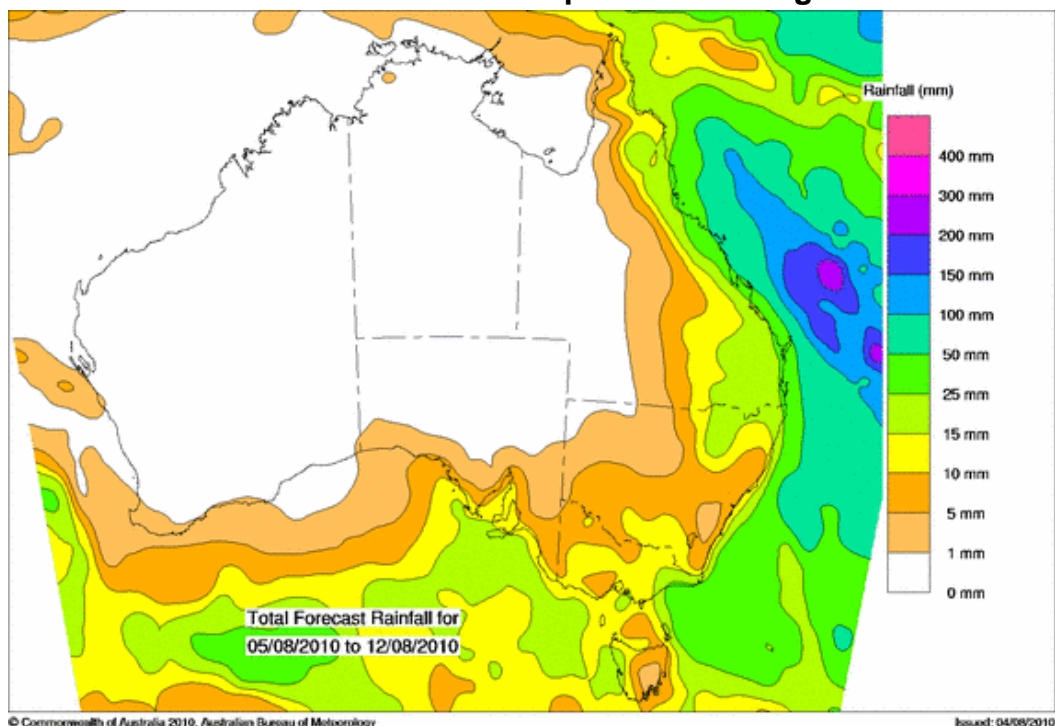 Rainfall (mm)
400 mm
300 mm
200 mm
150 mm
100 mm
50 mm
25 mm
15 mm
10 mm
5 mm
1 mm
0 mm
Total Forecast Rainfall for
05/08/2010 to 12/08/2010
© Commonwealth of Australia 2010, Australian Bureau of Meteorology
Issued: 04/08/2010